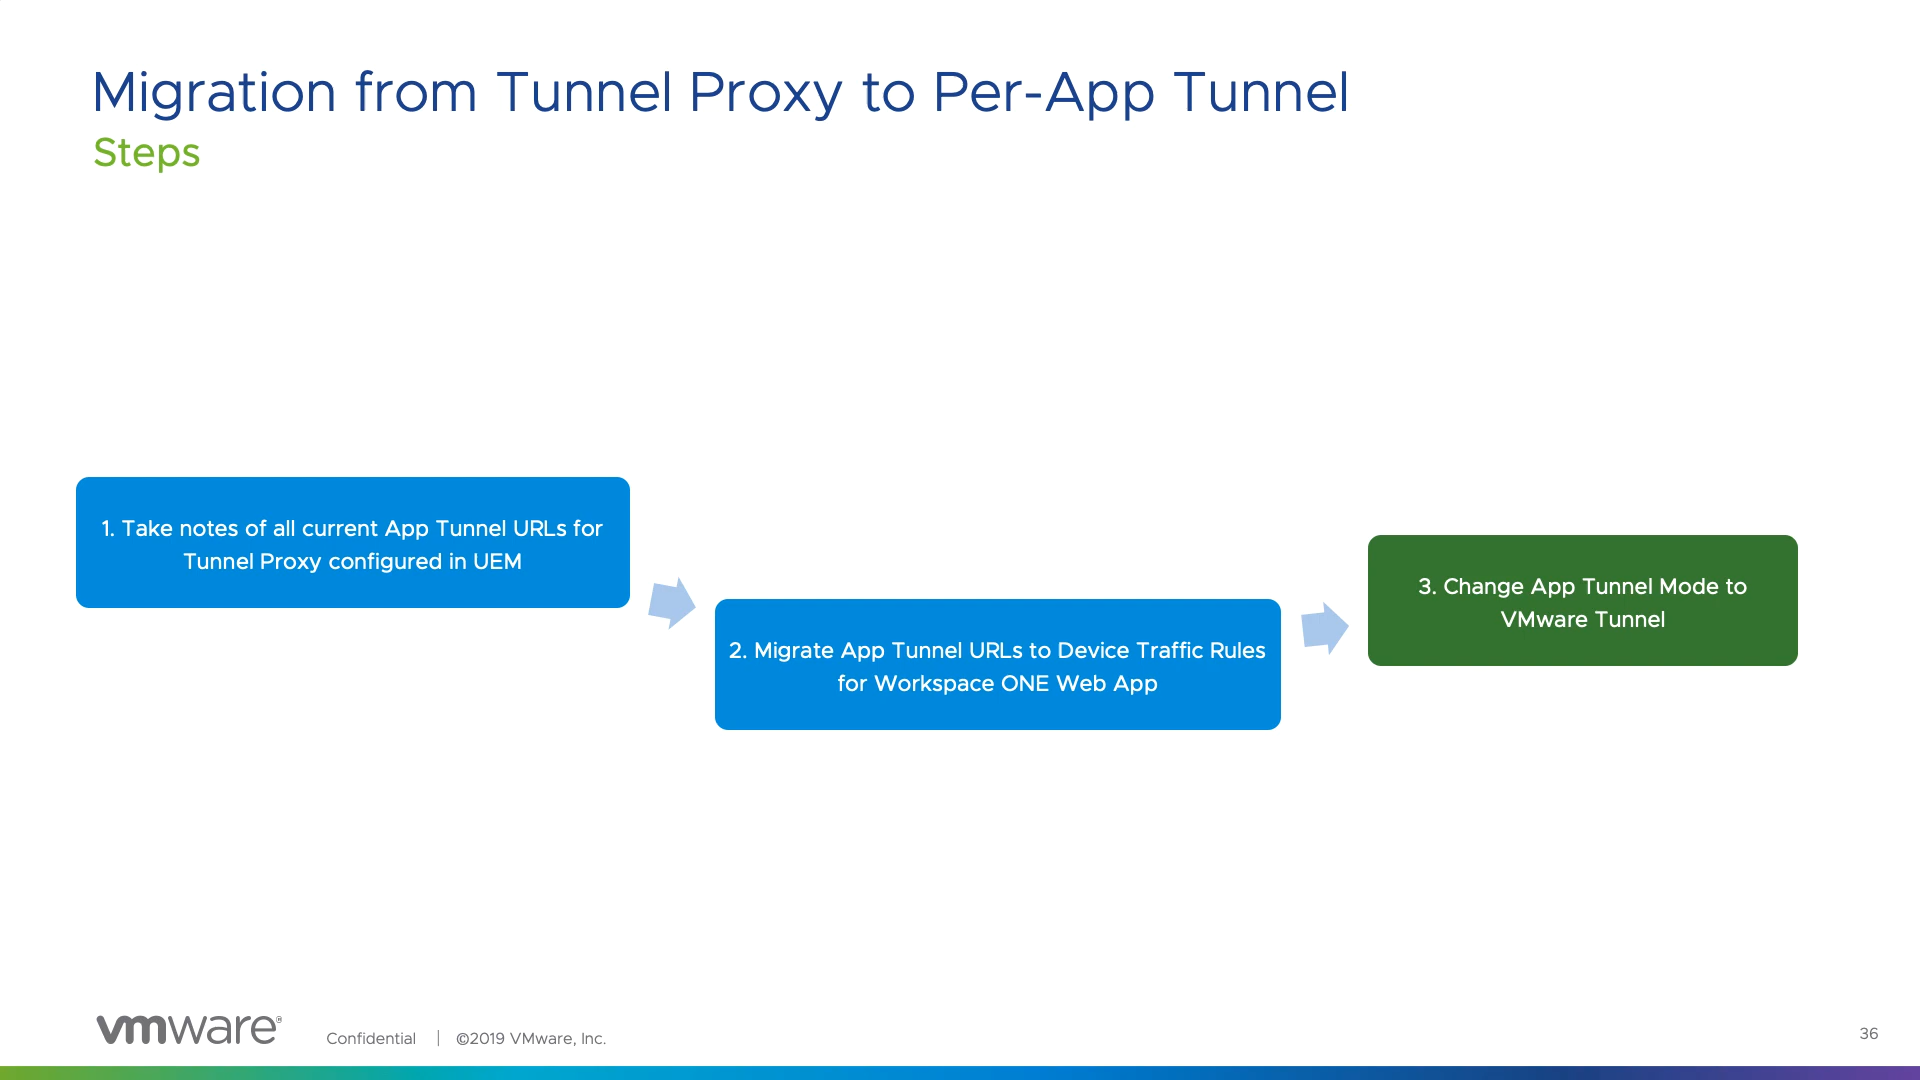 Migration from Tunnel Proxy to Per-App Tunnel
Steps
1. Take notes of all current App Tunnel URLs for
Tunnel Proxy configured in UEM
2. Migrate App Tunnel URLs to Device Traffic Rules
for Workspace ONE Web App
3. Change App Tunnel Mode to
VMware Tunnel
vmware®
Confidential | ©2019 VMware, Inc.
36